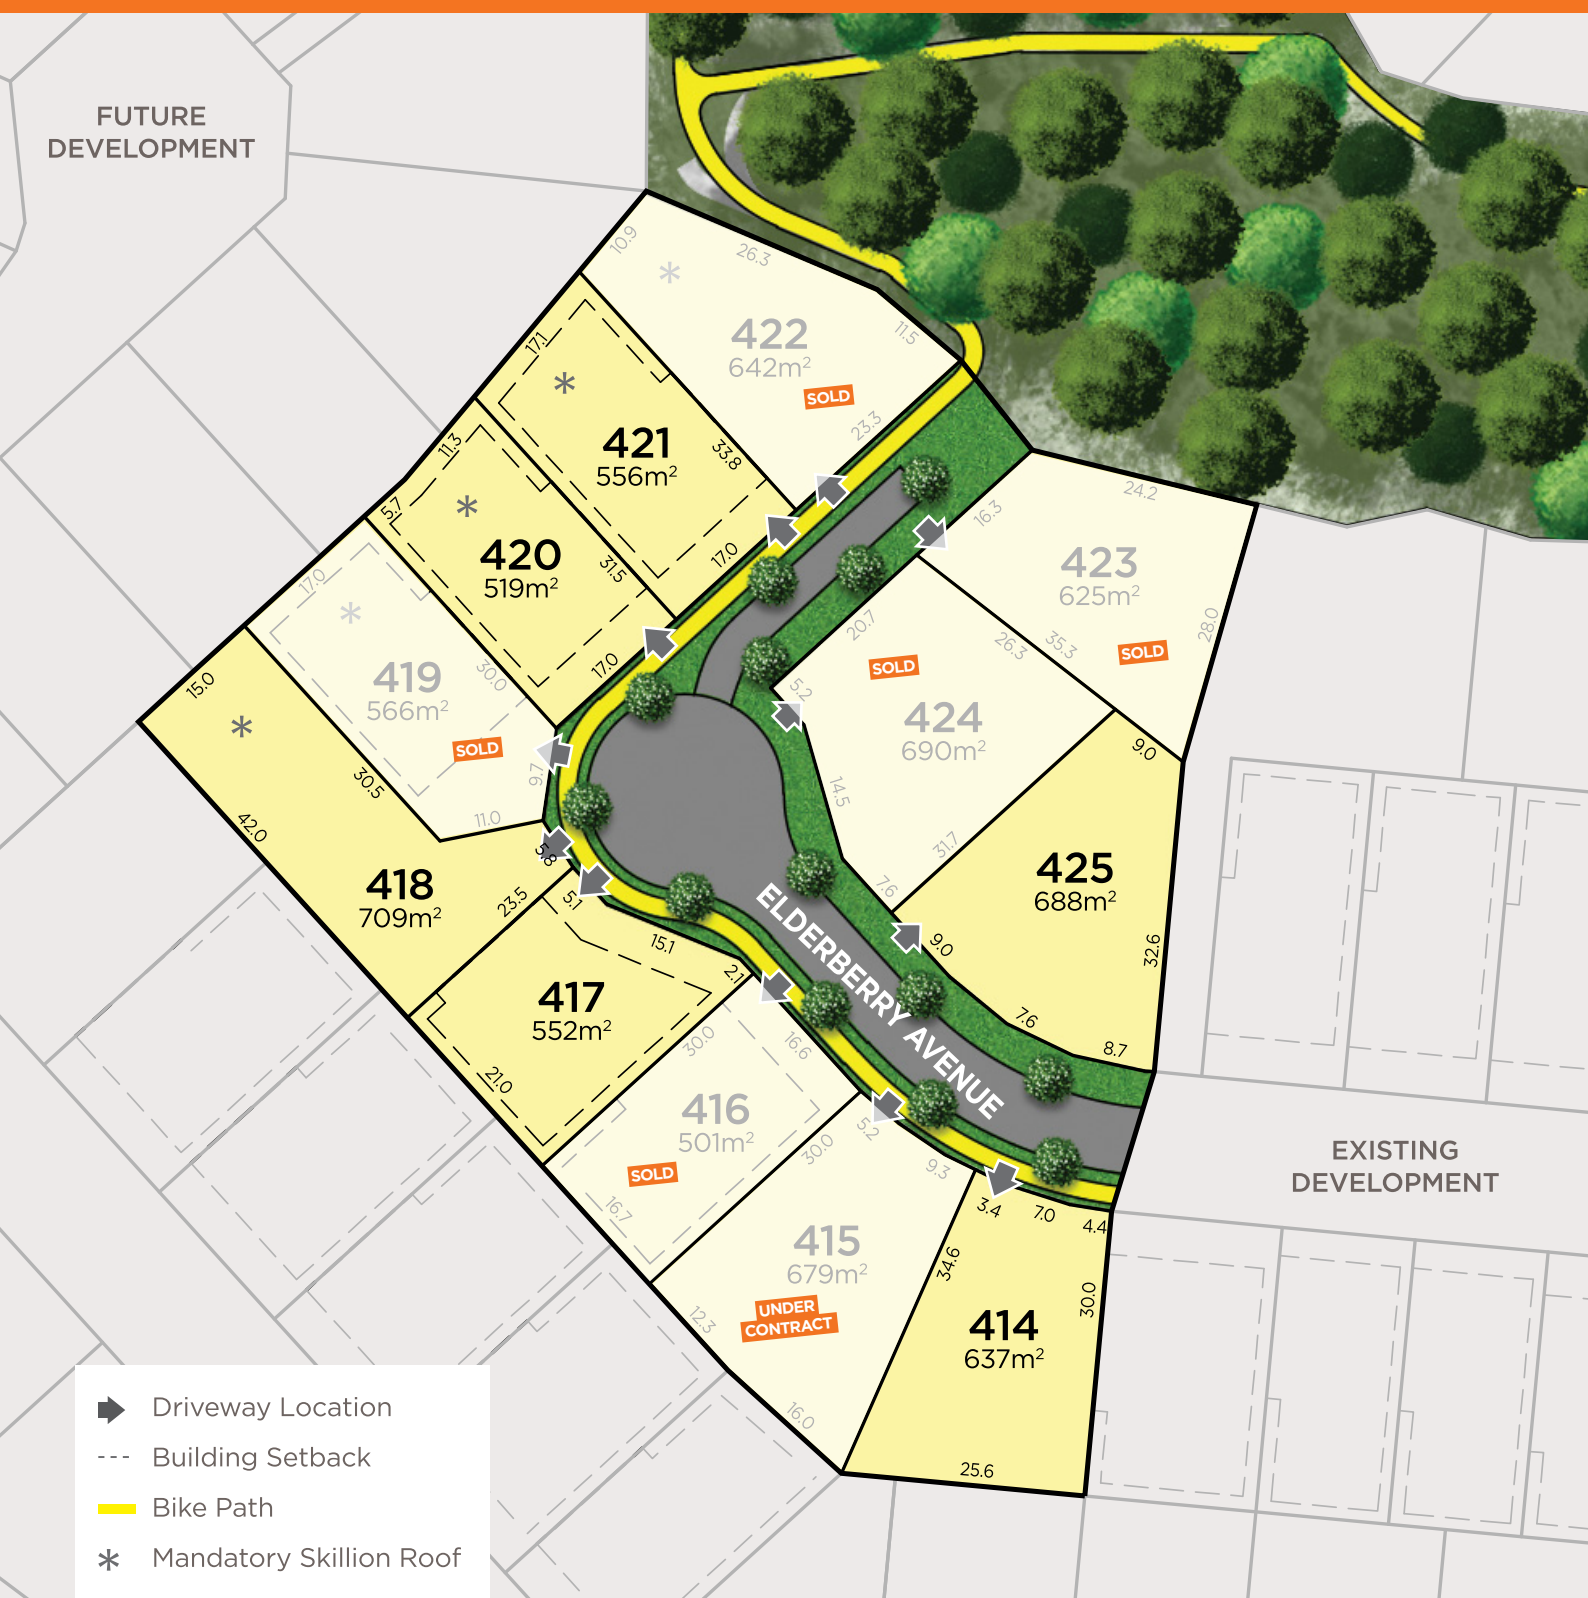 FUTURE
DEVELOPMENT
10.9
26.3
*
422
642m²
11.5
SOLD
23.3
17.1
*
421
556m²
33.8
17.0
11.3
5.7
*
420
519m²
31.5
17.0
17.0
*
419
566m²
30.0
SOLD
9.7
11.0
15.0
*
30.5
42.0
418
709m²
5.8
23.5
5.1
15.1
2.1
417
552m²
21.0
30.0
16.6
416
501m²
SOLD
16.7
30.0
5.2
9.3
415
679m²
UNDER
CONTRACT
12.3
16.0
3.4
7.0
4.4
34.6
30.0
414
637m²
25.6
24.2
16.3
423
625m²
28.0
35.3
SOLD
20.7
26.3
SOLD
5.2
424
690m²
14.5
31.7
7.6
9.0
425
688m²
32.6
9.0
7.6
8.7
ELDERBERRY AVENUE
EXISTING
DEVELOPMENT
Driveway Location
Building Setback
Bike Path
* Mandatory Skillion Roof